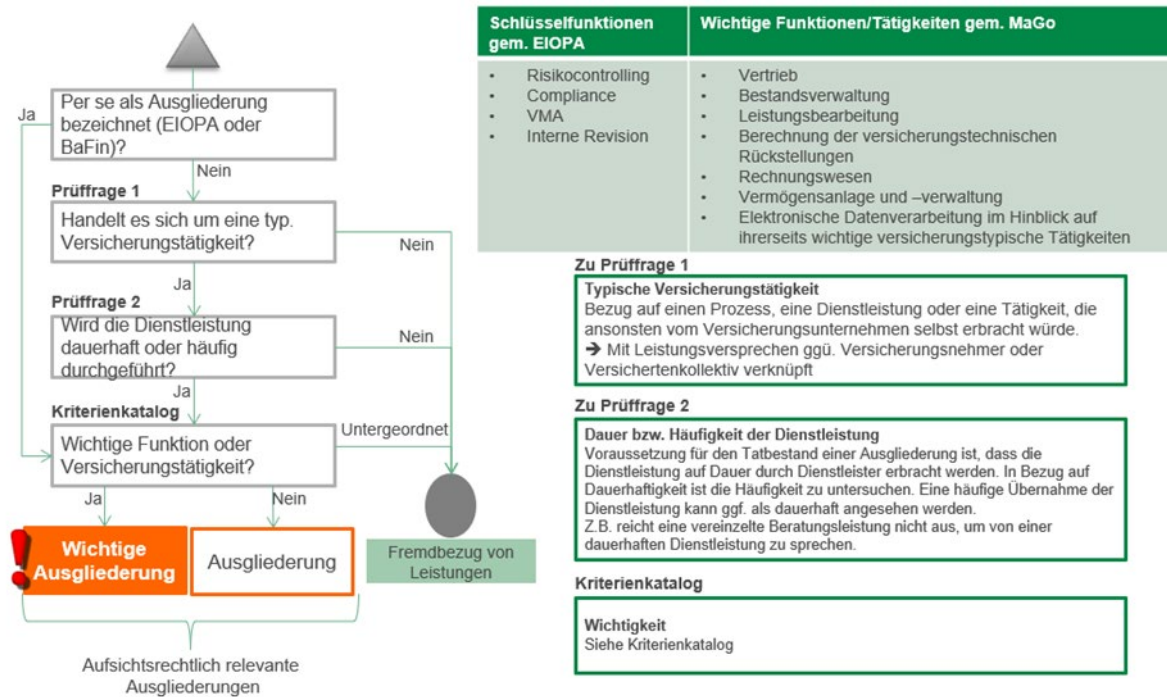 Per se als Ausgliederung
bezeichnet (EIOPA oder
BaFin)?
Ja
Nein
Prüffrage 1
Handelt es sich um eine typ.
Versicherungstätigkeit?
Nein
Ja
Prüffrage 2
Wird die Dienstleistung
dauerhaft oder häufig
durchgeführt?
Nein
Ja
Kriterienkatalog
Wichtige Funktion oder
Versicherungstätigkeit?
Untergeordnet
Ja
Nein
Wichtige
Ausgliederung
Ausgliederung
Fremdbezug von
Leistungen
Aufsichtsrechtlich relevante
Ausgliederungen
Schlüsselfunktionen
gem. EIOPA
Wichtige Funktionen/Tätigkeiten gem. MaGo
• Risikocontrolling
• Compliance
• VMA
• Interne Revision
• Vertrieb
• Bestandsverwaltung
• Leistungsbearbeitung
• Berechnung der versicherungstechnischen
Rückstellungen
• Rechnungswesen
• Vermögensanlage und –verwaltung
• Elektronische Datenverarbeitung im Hinblick auf
ihrerseits wichtige versicherungstypische Tätigkeiten
Zu Prüffrage 1
Typische Versicherungstätigkeit
Bezug auf einen Prozess, eine Dienstleistung oder eine Tätigkeit, die
ansonsten vom Versicherungsunternehmen selbst erbracht würde.
➔ Mit Leistungsversprechen ggü. Versicherungsnehmer oder
Versichertenkollektiv verknüpft
Zu Prüffrage 2
Dauer bzw. Häufigkeit der Dienstleistung
Voraussetzung für den Tatbestand einer Ausgliederung ist, dass die
Dienstleistung auf Dauer durch Dienstleister erbracht werden. In Bezug auf
Dauerhaftigkeit ist die Häufigkeit zu untersuchen. Eine häufige Übernahme der
Dienstleistung kann ggf. als dauerhaft angesehen werden.
Z.B. reicht eine vereinzelte Beratungsleistung nicht aus, um von einer
dauerhaften Dienstleistung zu sprechen.
Kriterienkatalog
Wichtigkeit
Siehe Kriterienkatalog